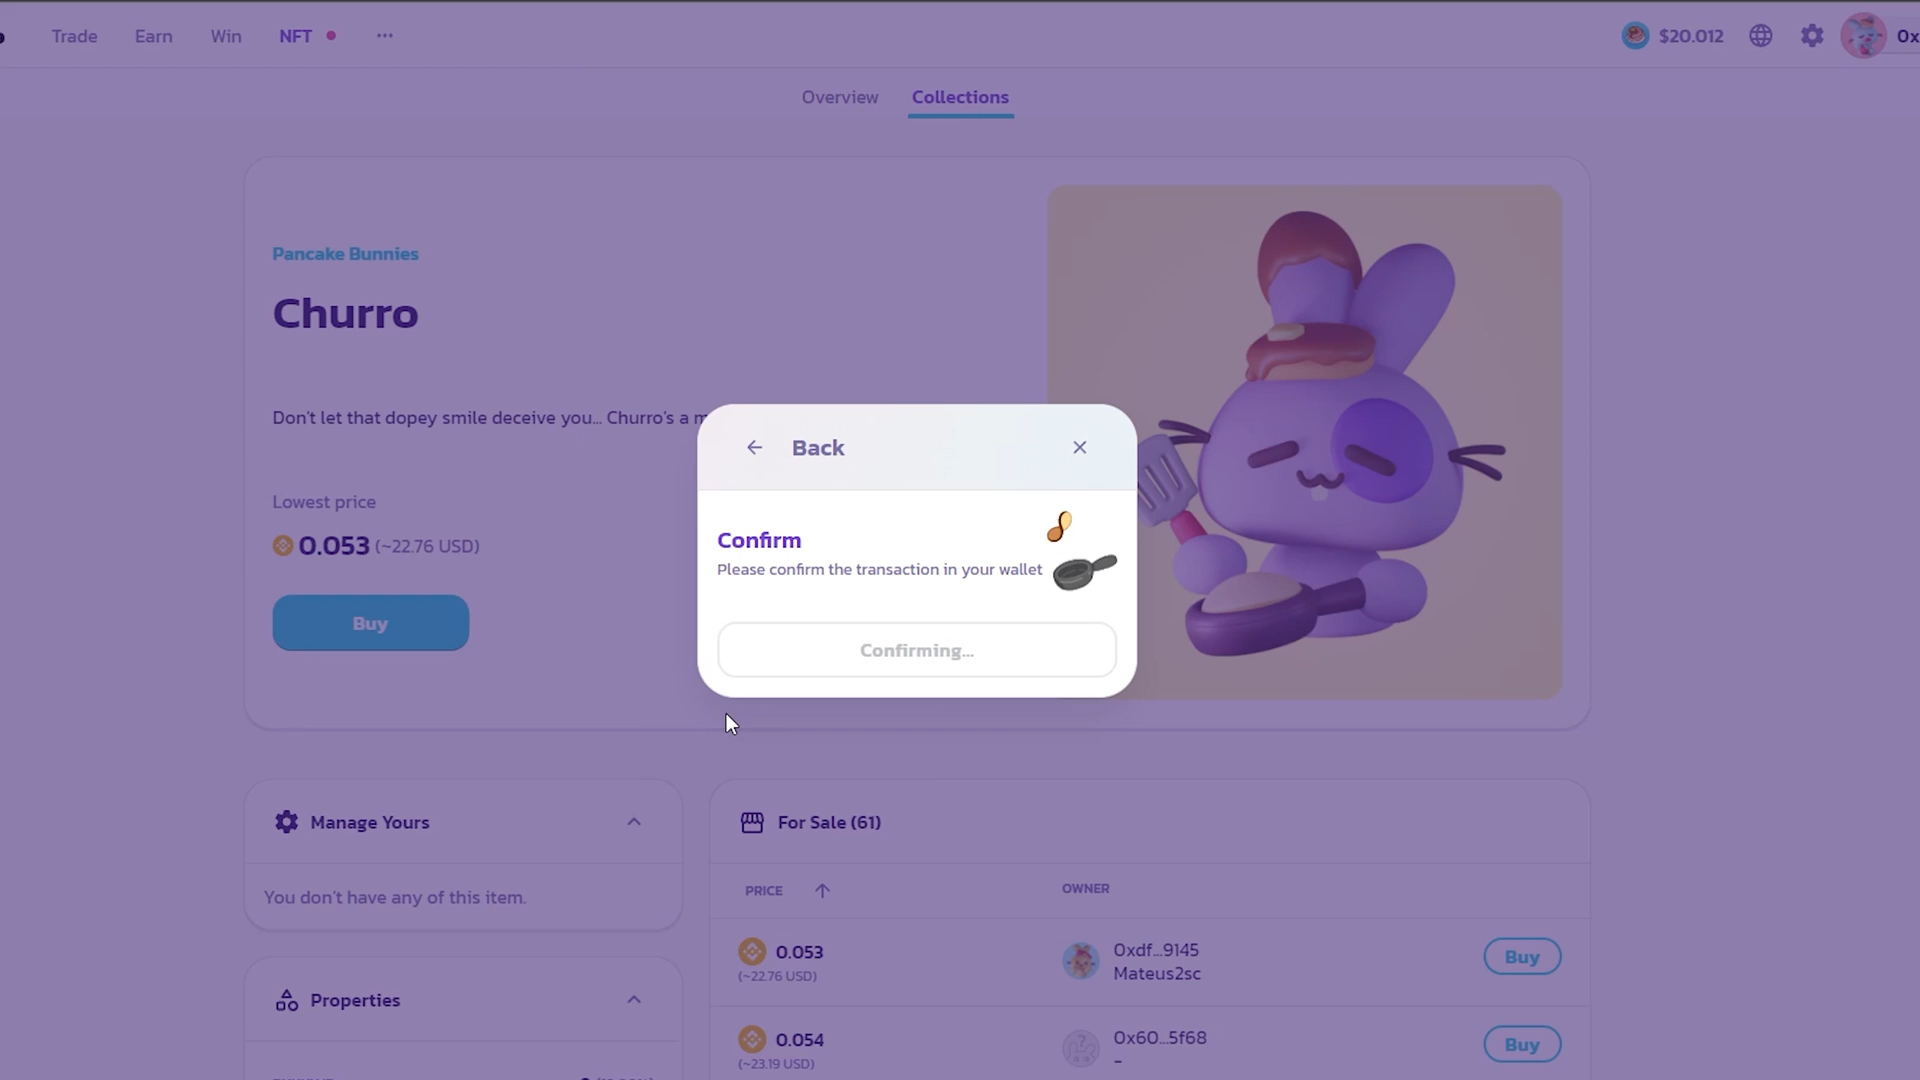 Trade Earn Win NFT ...
$20.012 0x
Overview Collections
Pancake Bunnies
Churro
Don't let that dopey smile deceive you... Churro's a
Lowest price
0.053 (~22.76 USD)
Buy
Back
Confirm
Please confirm the transaction in your wallet
Confirming...
Manage Yours
You don't have any of this item.
Properties
For Sale (61)
PRICE OWNER
0.053
(~22.76 USD)
0xdf...9145
Mateus2sc
Buy
0.054
(~23.19 USD)
0x60...5f68
-
Buy